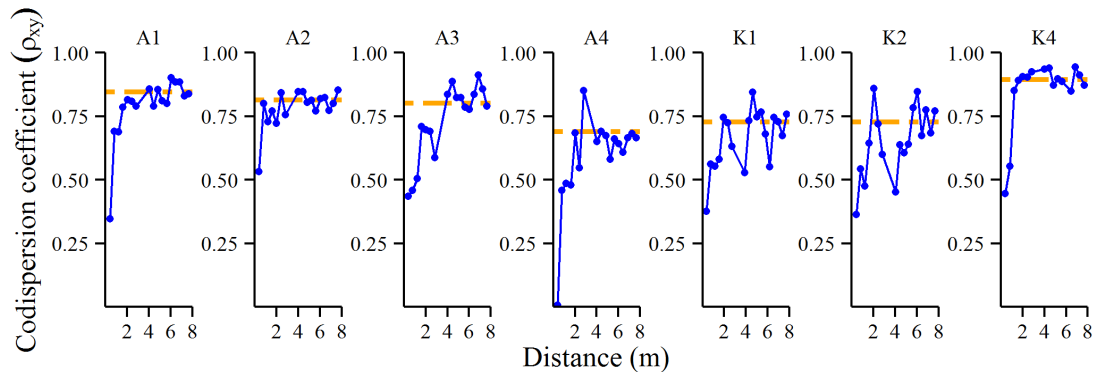 Codispersion coefficient (ρxy)
A1 A2 A3 A4 K1 K2 K4
1.00 1.00 1.00 1.00 1.00 1.00 1.00
0.75 0.75 0.75 0.75 0.75 0.75 0.75
0.50 0.50 0.50 0.50 0.50 0.50 0.50
0.25 0.25 0.25 0.25 0.25 0.25 0.25
2 4 6 8 2 4 6 8 2 4 6 8 2 4 6 8 2 4 6 8 2 4 6 8 2 4 6 8
Distance (m)